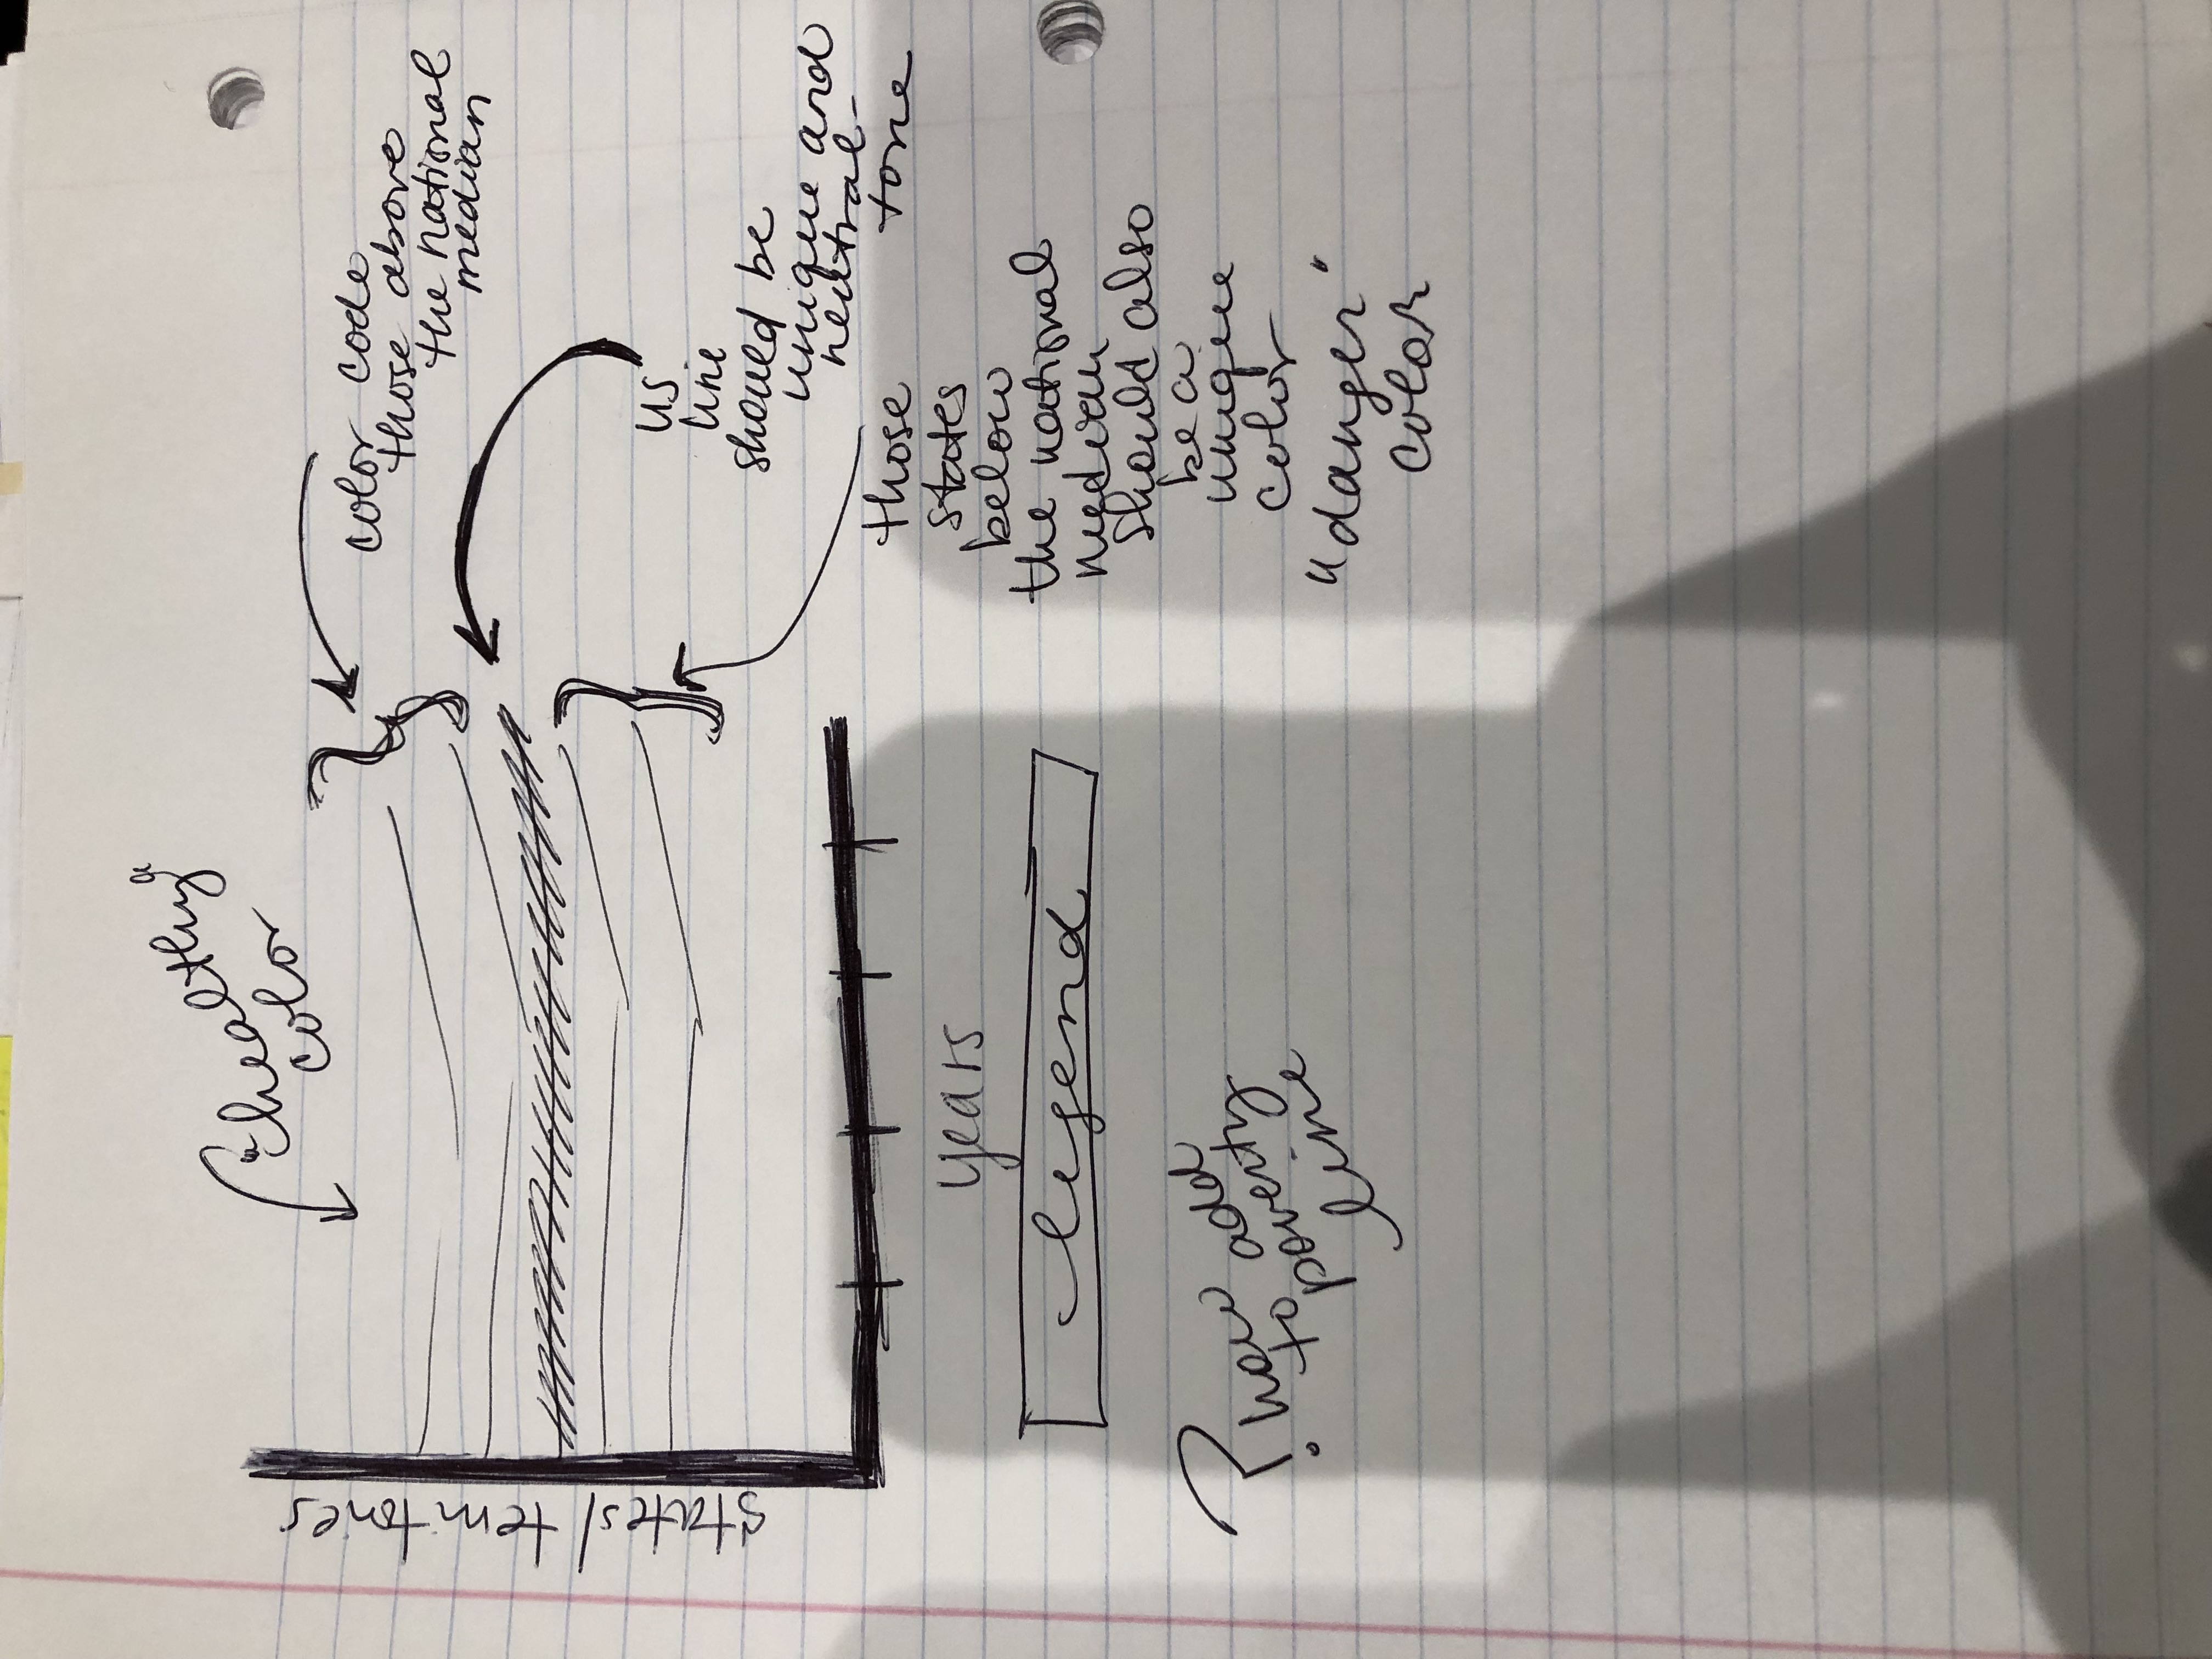 "healthy"
color
states/territories
color code
those above
the national
median
us
line
should be
unique and
neutral-
tone
those
states
below
the national
median
should also
be a
unique
color
"danger"
color
years
legend
? how
to add
poverty
line